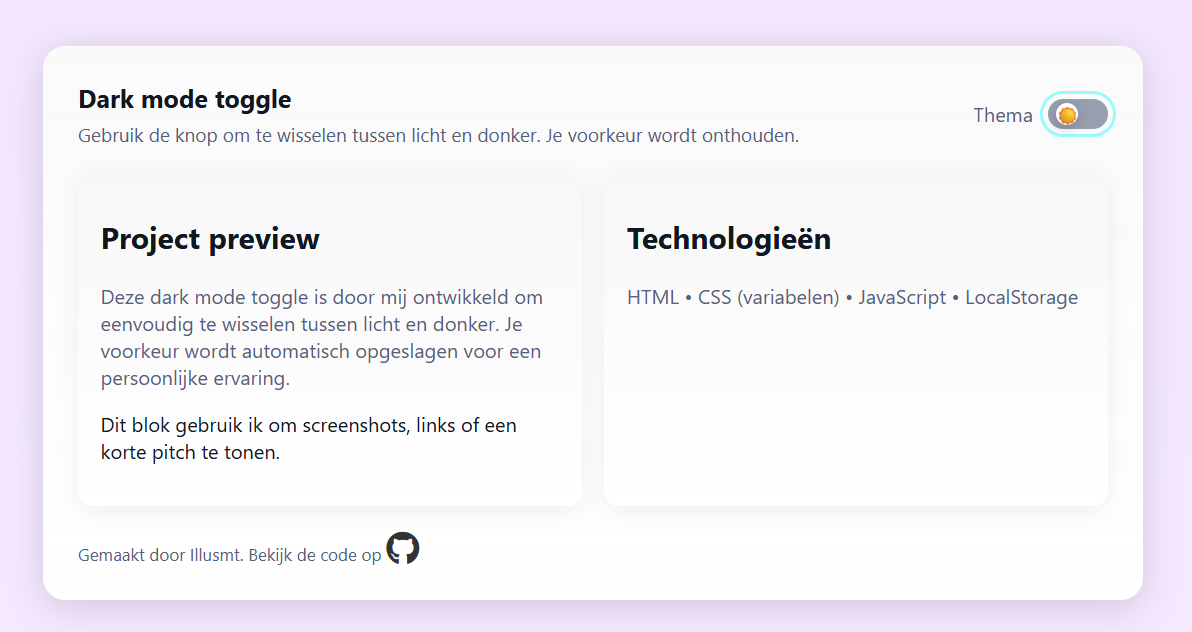 Dark mode toggle
Gebruik de knop om te wisselen tussen licht en donker. Je voorkeur wordt onthouden.
Thema
Project preview
Deze dark mode toggle is door mij ontwikkeld om
eenvoudig te wisselen tussen licht en donker. Je
voorkeur wordt automatisch opgeslagen voor een
persoonlijke ervaring.
Dit blok gebruik ik om screenshots, links of een
korte pitch te tonen.
Technologieën
HTML • CSS (variabelen) • JavaScript • LocalStorage
Gemaakt door Illusmt. Bekijk de code op